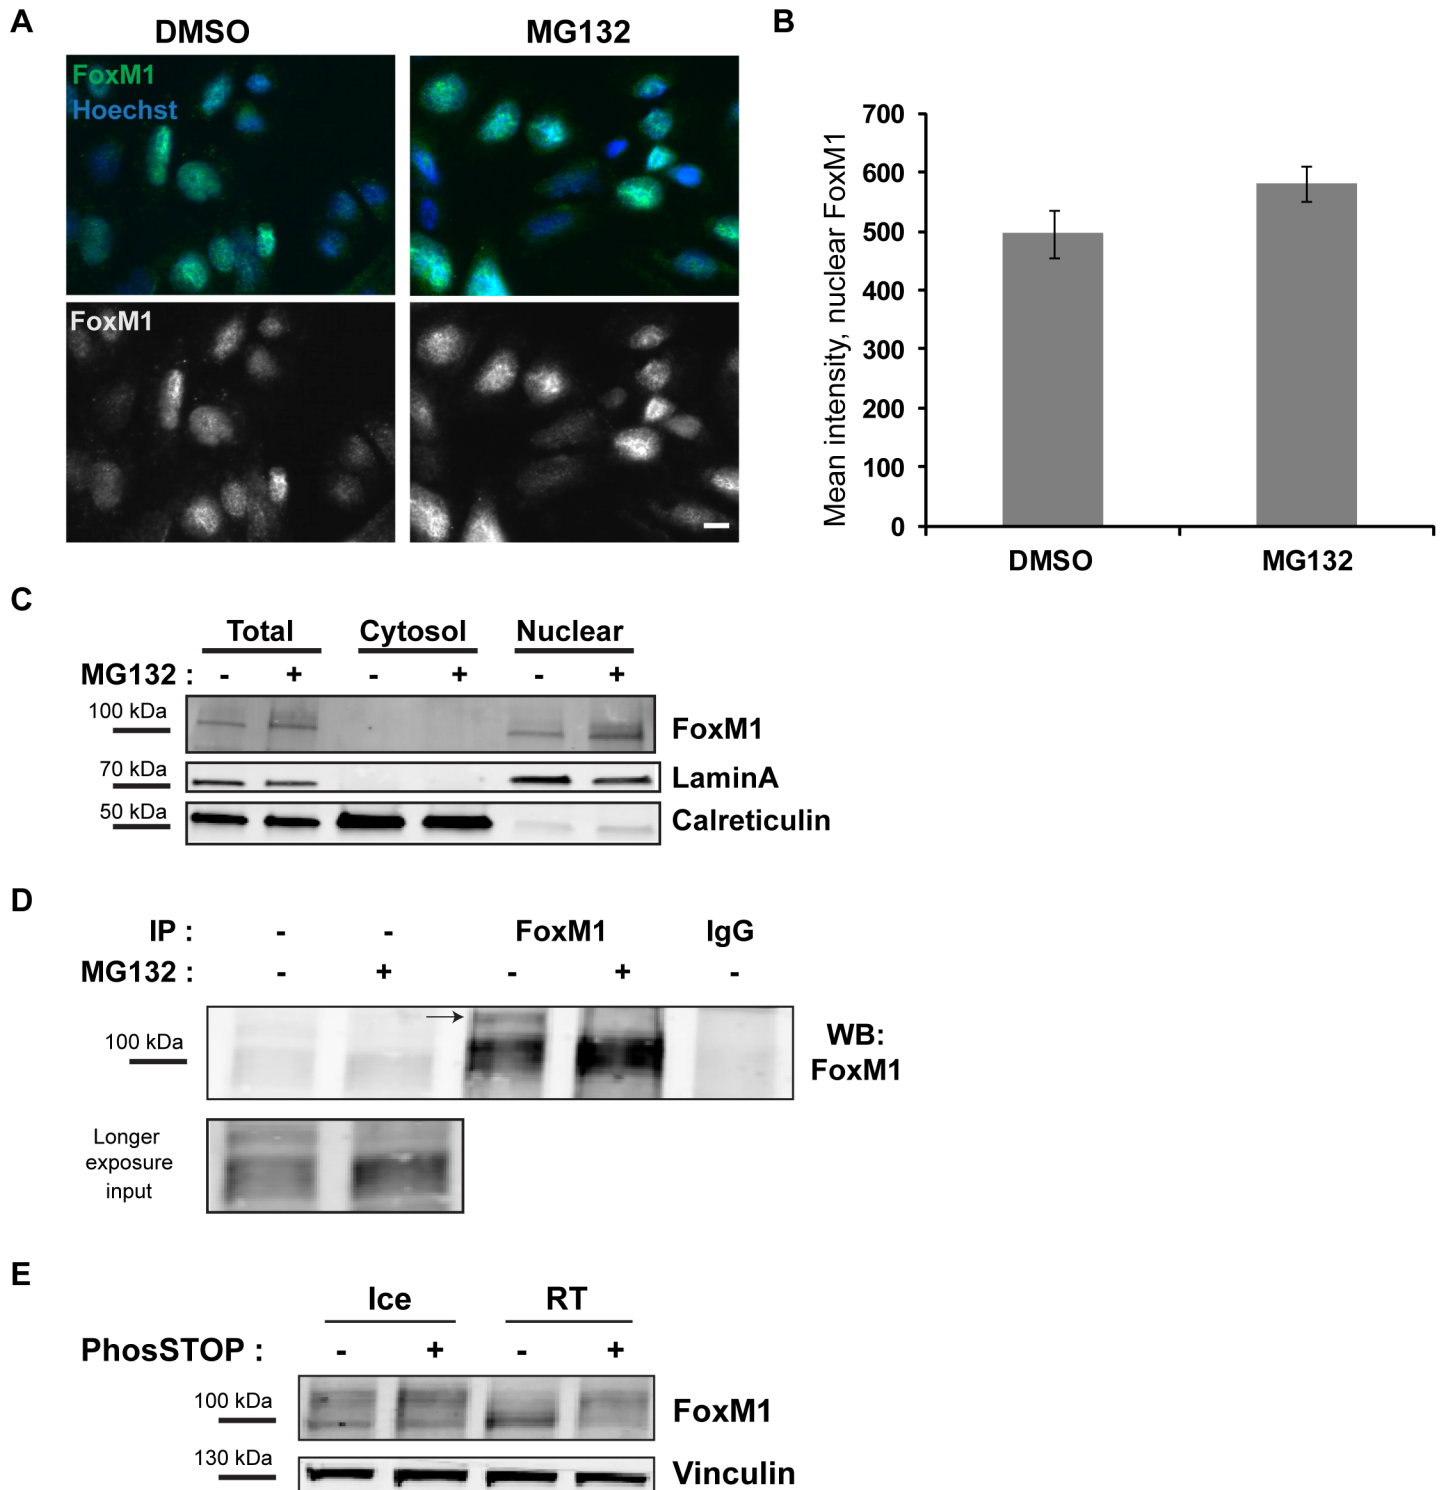 A
DMSO
MG132
FoxM1
Hoechst
FoxM1
B
Mean intensity, nuclear FoxM1
700
600
500
400
300
200
100
0
DMSO
MG132
C
Total
Cytosol
Nuclear
MG132 : - + - + - +
100 kDa
FoxM1
70 kDa
LaminA
50 kDa
Calreticulin
D
IP : - - FoxM1 IgG
MG132 : - + - + -
100 kDa
WB:
FoxM1
Longer
exposure
input
E
Ice
RT
PhosSTOP : - + - +
100 kDa
FoxM1
130 kDa
Vinculin